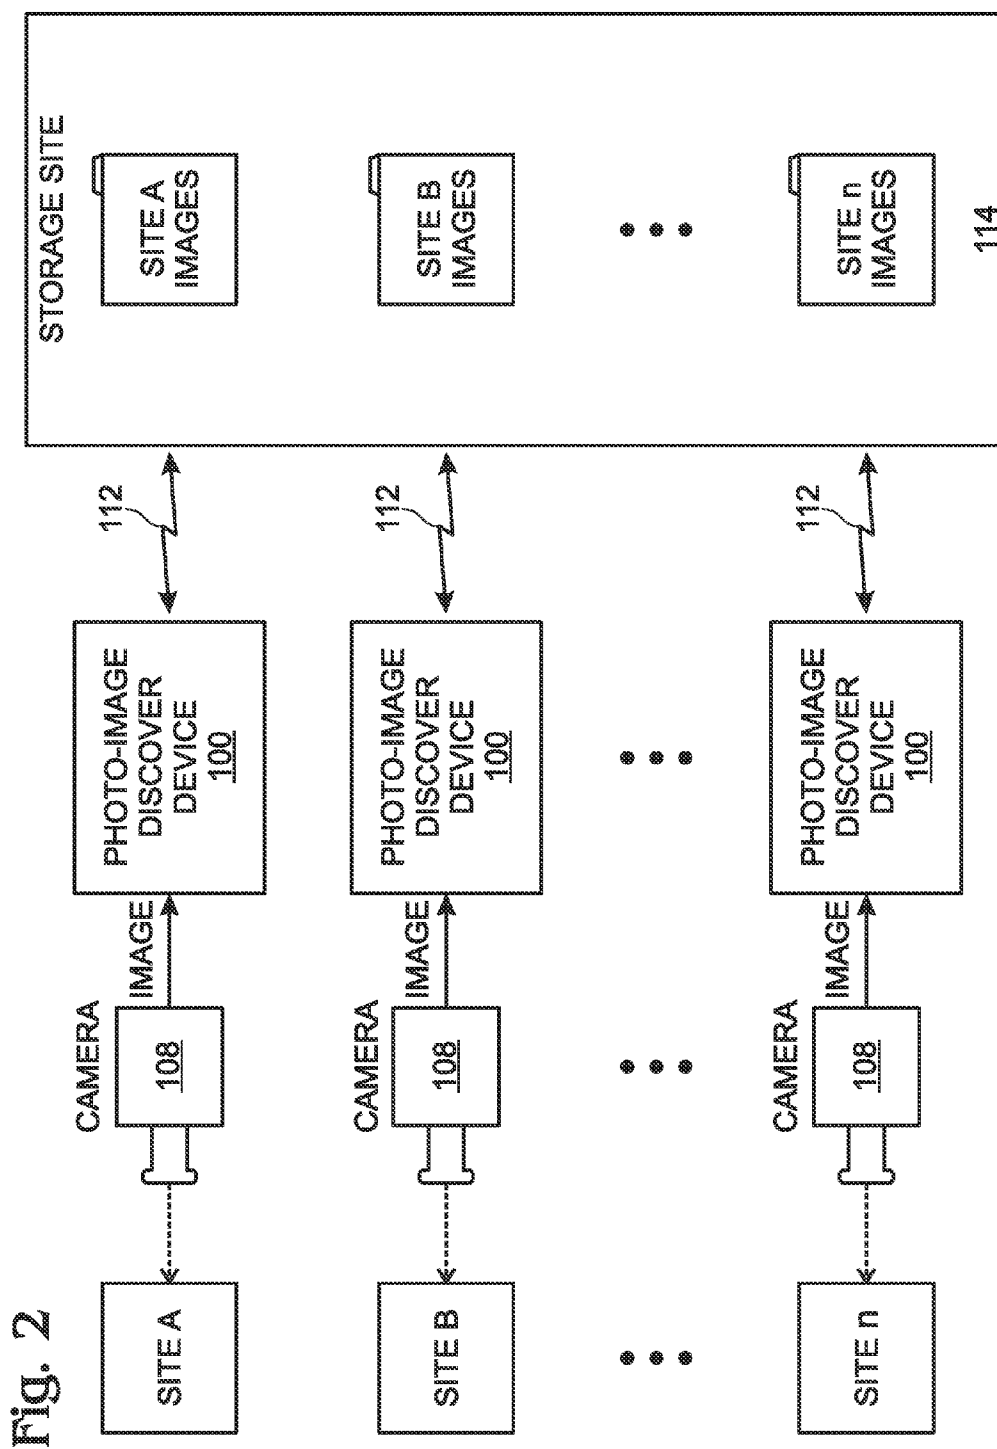 Fig. 2
SITE A
CAMERA
108
IMAGE
PHOTO-IMAGE
DISCOVER
DEVICE
100
112
SITE B
CAMERA
108
IMAGE
PHOTO-IMAGE
DISCOVER
DEVICE
100
112
SITE n
CAMERA
108
IMAGE
PHOTO-IMAGE
DISCOVER
DEVICE
100
112
STORAGE SITE
SITE A
IMAGES
SITE B
IMAGES
SITE n
IMAGES
114